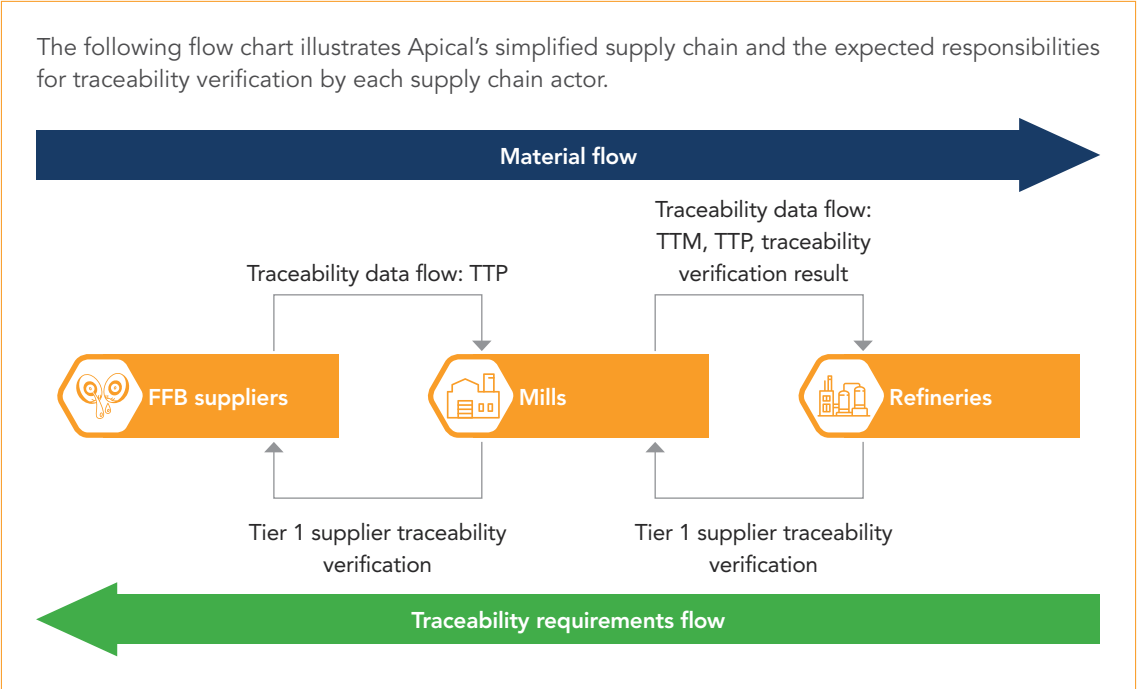 The following flow chart illustrates Apical’s simplified supply chain and the expected responsibilities
for traceability verification by each supply chain actor.
Material flow
Traceability data flow: TTP
Traceability data flow:
TTM, TTP, traceability
verification result
FFB suppliers
Mills
Refineries
Tier 1 supplier traceability
verification
Tier 1 supplier traceability
verification
Traceability requirements flow